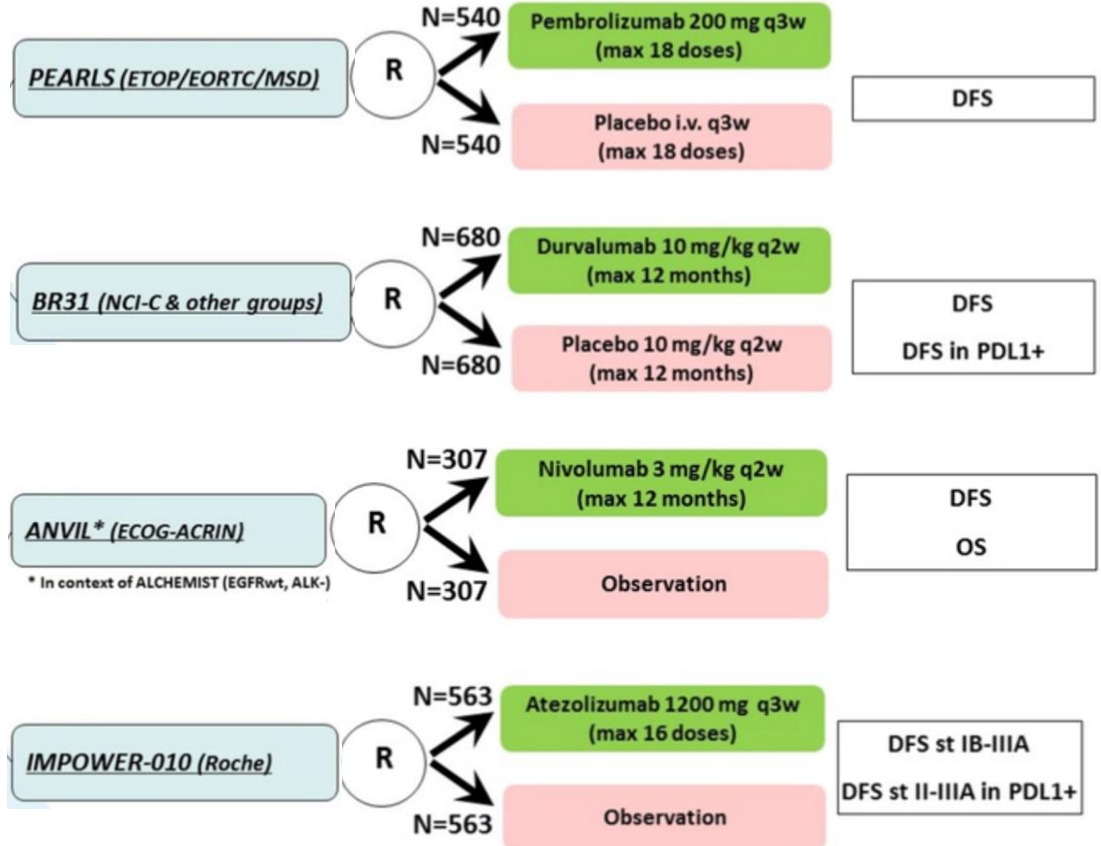 N=540
Pembrolizumab 200 mg q3w
(max 18 doses)
PEARLS (ETOP/EORTC/MSD)
R
DFS
Placebo i.v. q3w
(max 18 doses)
N=540
N=680
Durvalumab 10 mg/kg q2w
(max 12 months)
BR31 (NCI-C & other groups)
R
DFS
DFS in PDL1+
Placebo 10 mg/kg q2w
(max 12 months)
N=680
N=307
Nivolumab 3 mg/kg q2w
(max 12 months)
ANVIL* (ECOG-ACRIN)
R
DFS
OS
* In context of ALCHEMIST (EGFRwt, ALK-)
N=307
Observation
N=563
Atezolizumab 1200 mg q3w
(max 16 doses)
IMPOWER-010 (Roche)
R
DFS st IB-IIIA
DFS st II-IIIA in PDL1+
N=563
Observation